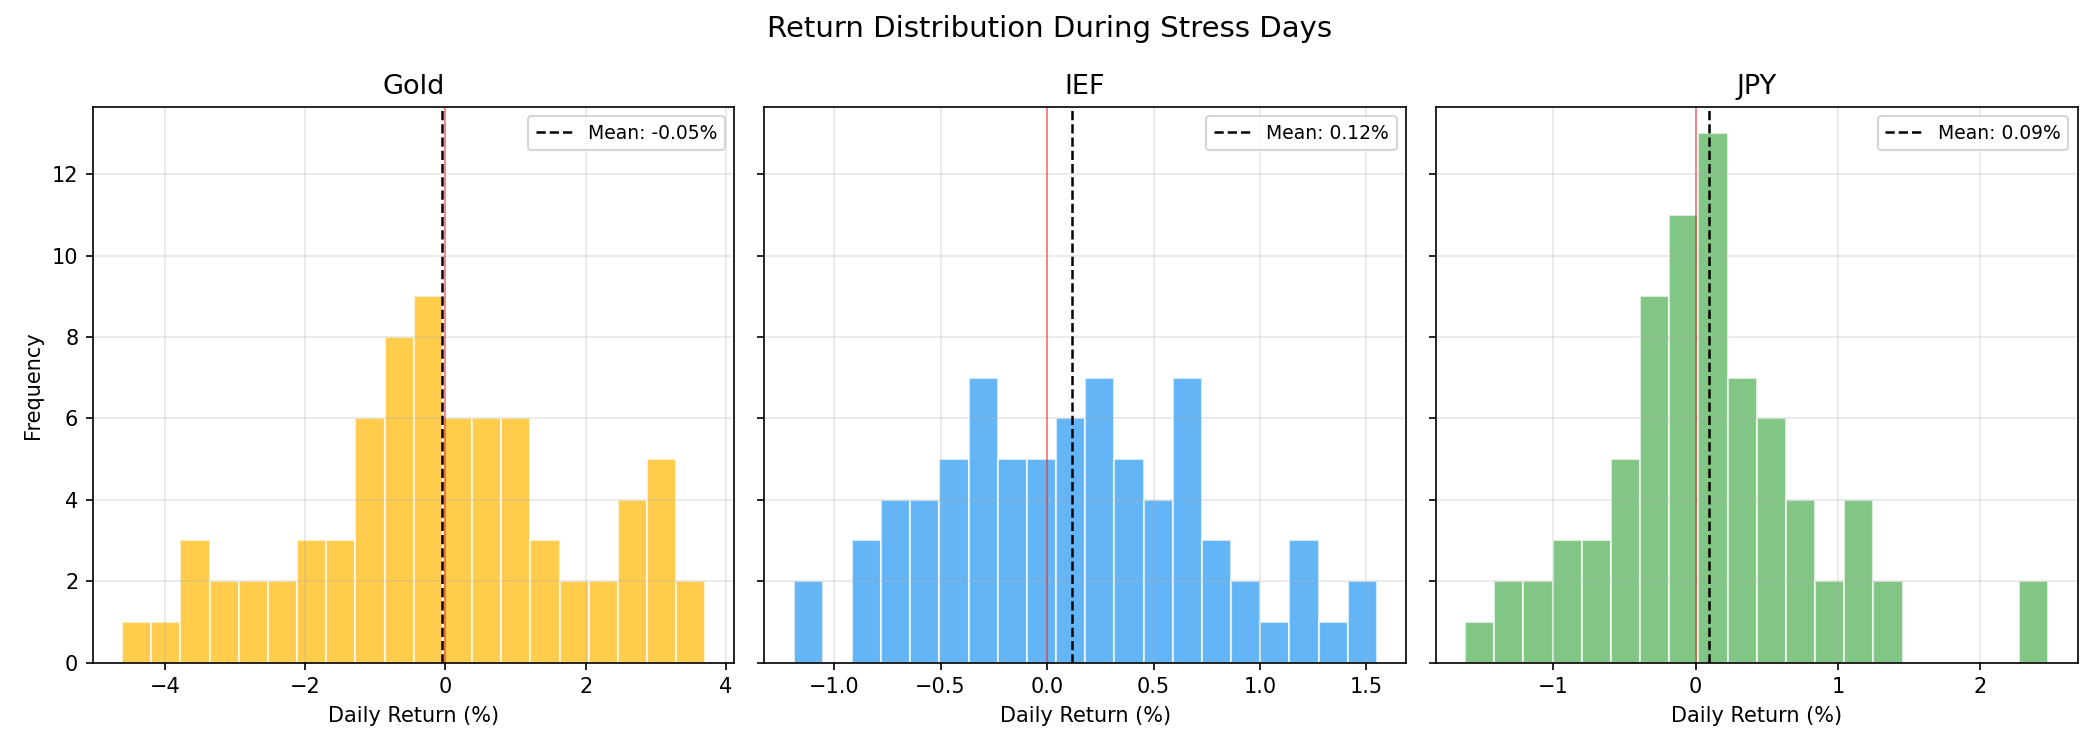 Return Distribution During Stress Days
Gold
Mean: -0.05%
12
10
8
6
4
2
0
Frequency
−4 −2 0 2 4
Daily Return (%)
IEF
Mean: 0.12%
−1.0 −0.5 0.0 0.5 1.0 1.5
Daily Return (%)
JPY
Mean: 0.09%
−1 0 1 2
Daily Return (%)